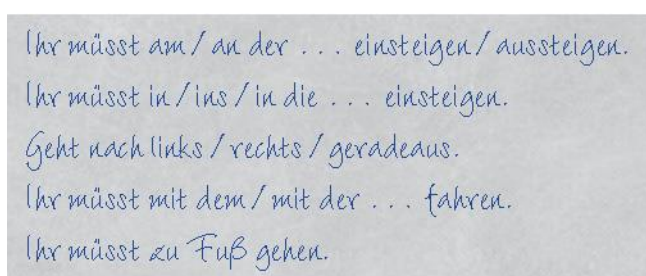 Ihr müsst am / an der ... einsteigen / aussteigen.
Ihr müsst in / ins / in die ... einsteigen.
Geht nach links / rechts / geradeaus.
Ihr müsst mit dem / mit der ... fahren.
Ihr müsst zu Fuß gehen.